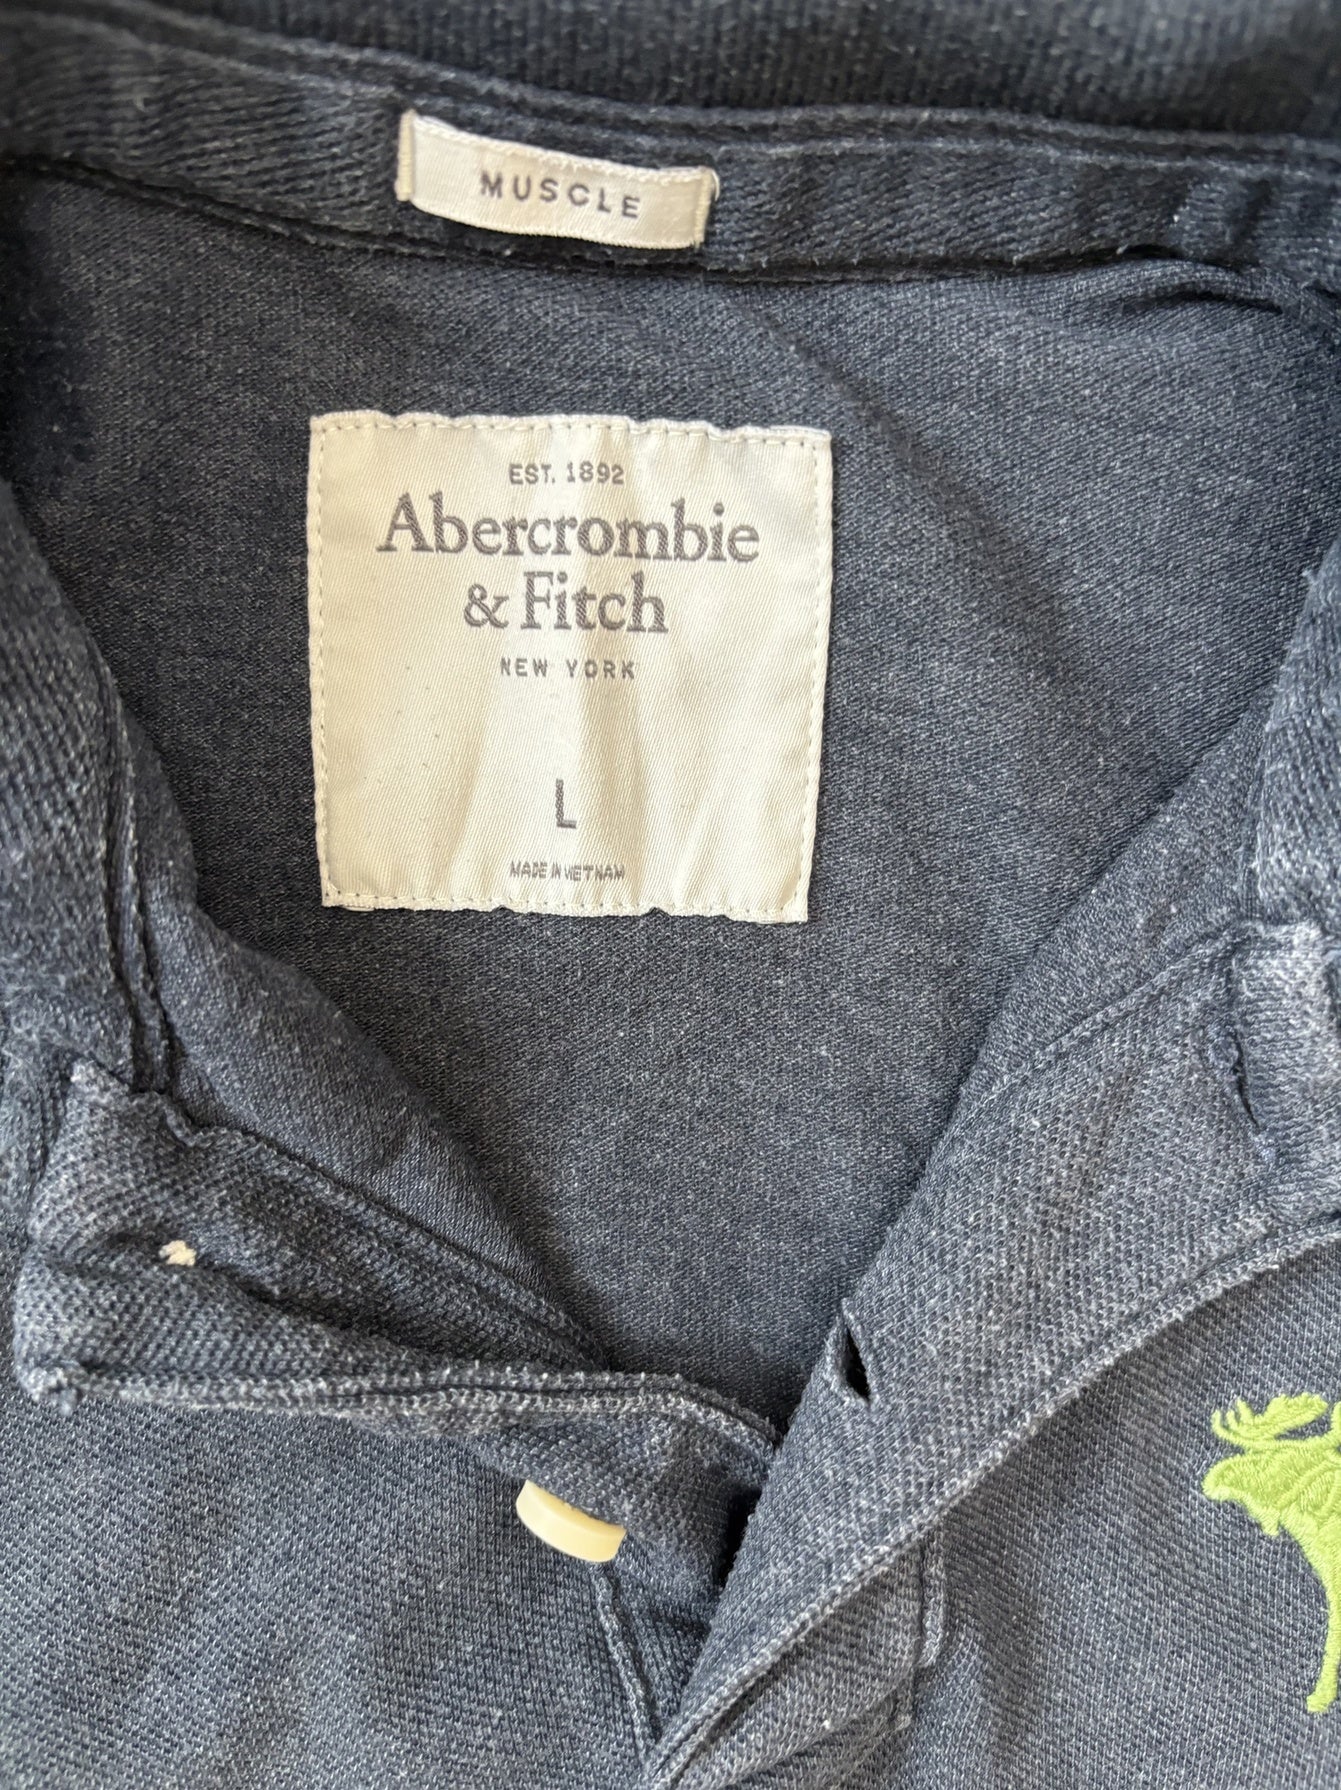 MUSCLE
EST. 1892
Abercrombie
& Fitch
NEW YORK
L
MADE IN VIETNAM